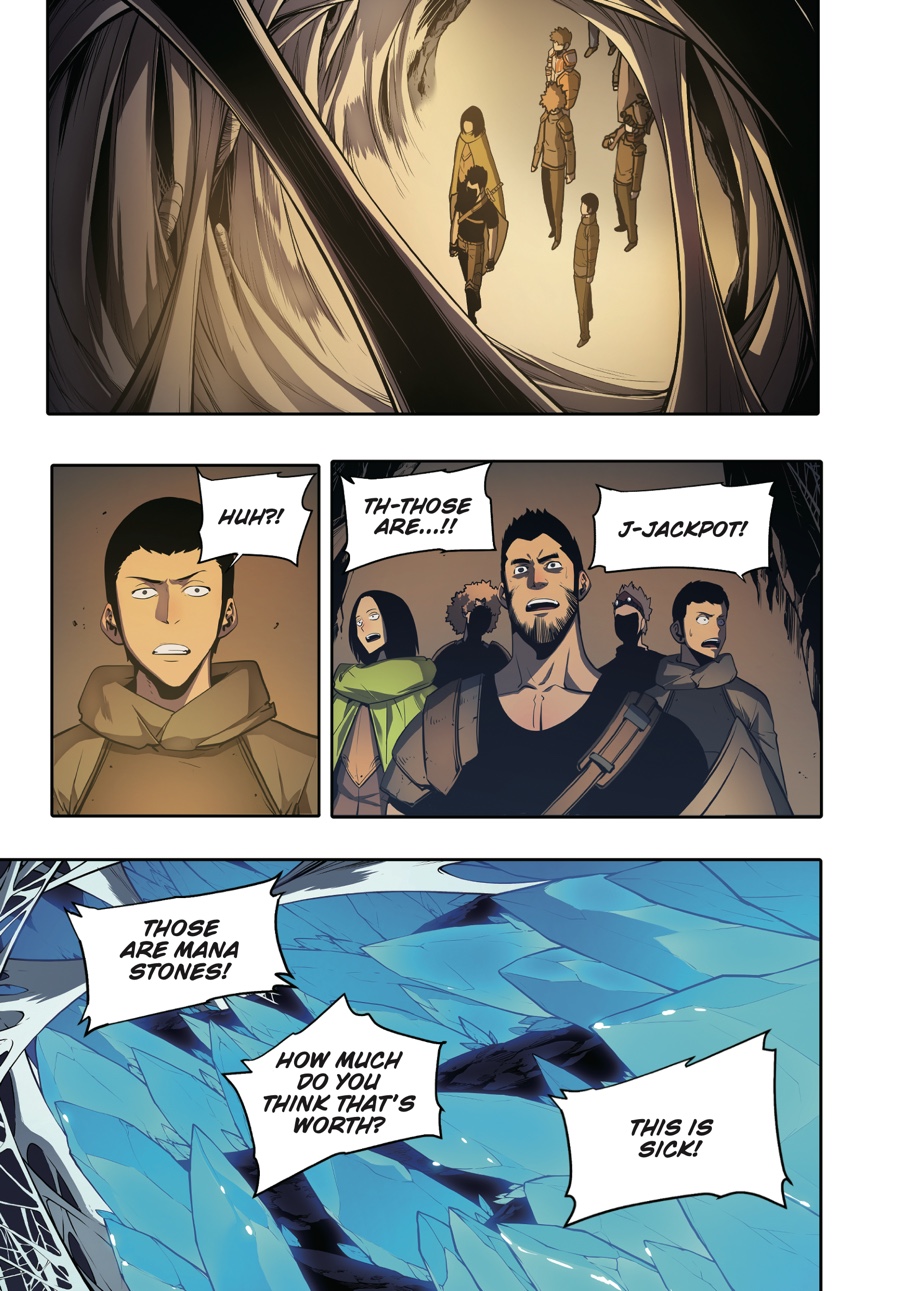 HUH?!
TH-THOSE
ARE...!!
J-JACKPOT!
THOSE
ARE MANA
STONES!
HOW MUCH
DO YOU
THINK THAT'S
WORTH?
THIS IS
SICK!